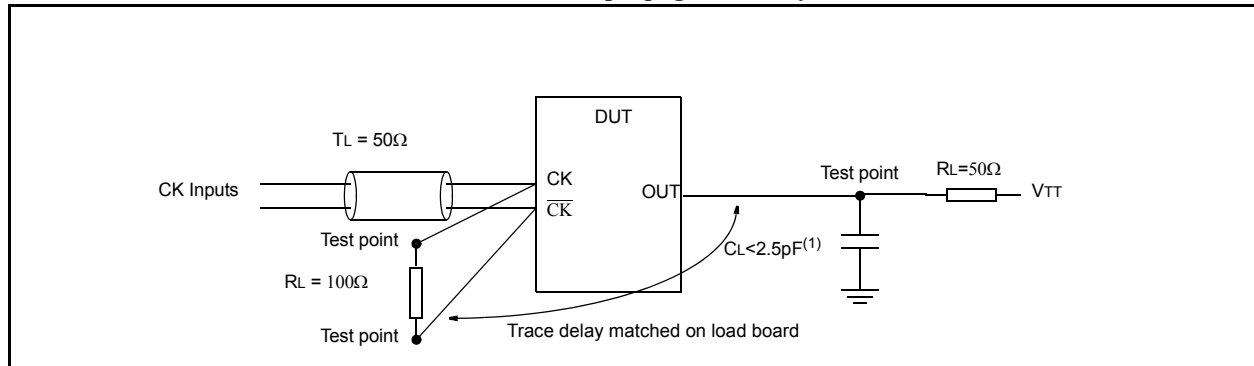 DUT
TL = 50Ω
CK Inputs
CK
CK
OUT
Test point
RL=50Ω
VTT
CL<2.5pF(1)
Test point
RL = 100Ω
Test point
Trace delay matched on load board